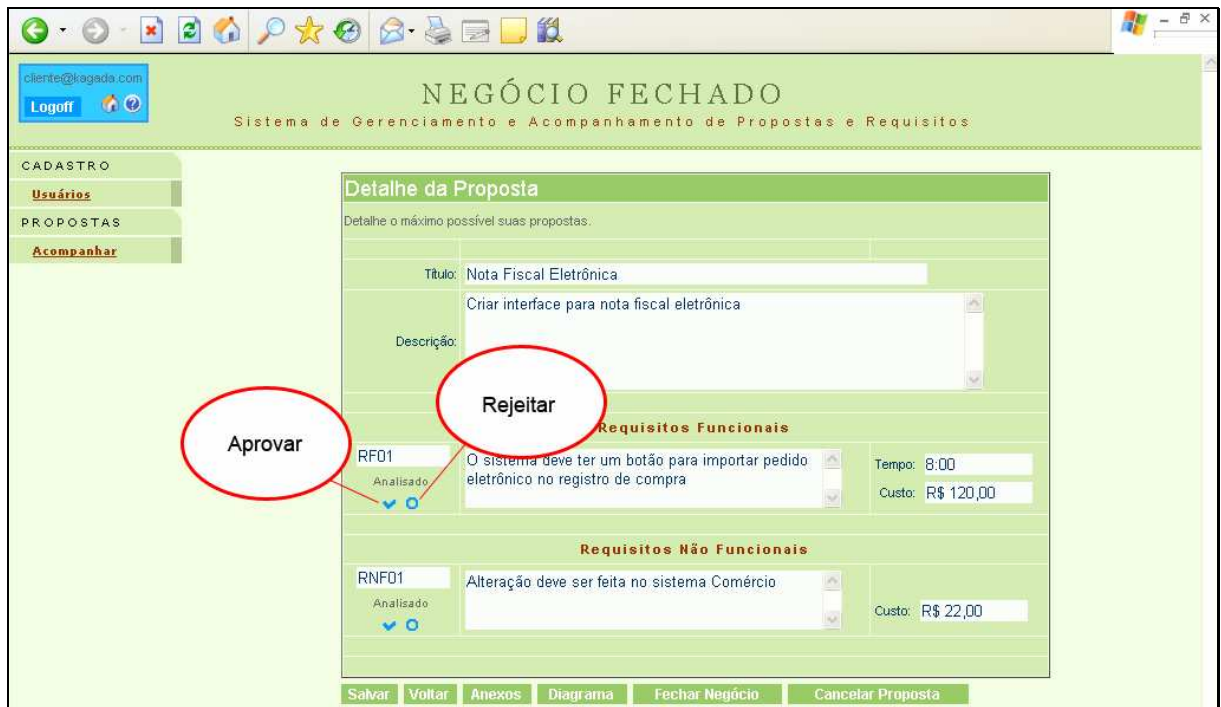 cliente@kagada.com
Logoff
NEGÓCIO FECHADO
Sistema de Gerenciamento e Acompanhamento de Propostas e Requisitos
CADASTRO
Usuários
PROPOSTAS
Acompanhar
Detalhe da Proposta
Detalhe o máximo possível suas propostas.
Título: Nota Fiscal Eletrônica
Descrição: Criar interface para nota fiscal eletrônica
Aprovar
Rejeitar
Requisitos Funcionais
RF01
Analisado
O sistema deve ter um botão para importar pedido
eletrônico no registro de compra
Tempo: 8:00
Custo: R$ 120,00
Requisitos Não Funcionais
RNF01
Analisado
Alteração deve ser feita no sistema Comércio
Custo: R$ 22,00
Salvar Voltar Anexos Diagrama Fechar Negócio Cancelar Proposta